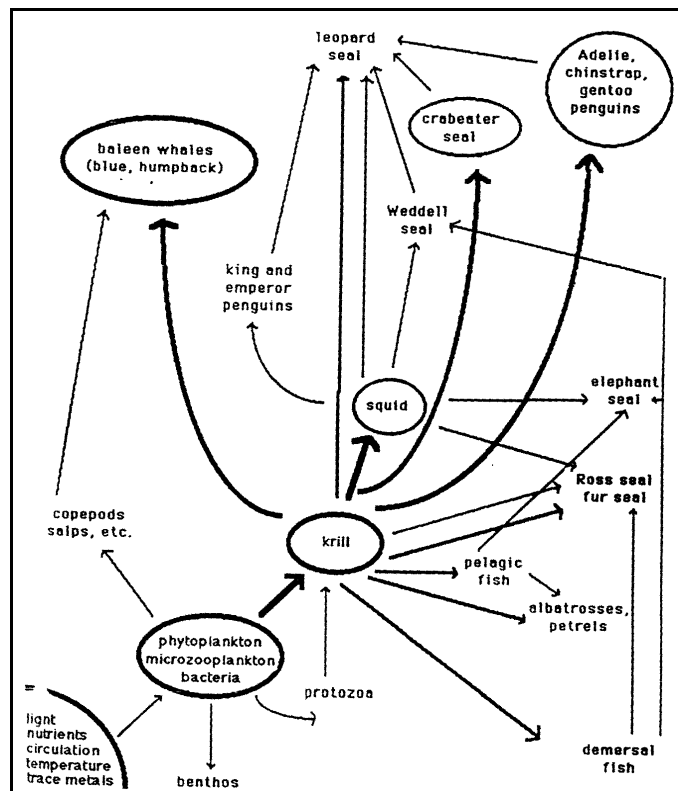 leopard
seal
Adelie,
chinstrap,
gentoo
penguins
crabeater
seal
baleen whales
(blue, humpback)
Weddell
seal
king and
emperor
penguins
elephant
seal
squid
Ross seal
fur seal
copepods
salps, etc.
krill
pelagic
fish
albatrosses,
petrels
phytoplankton
microzooplankton
bacteria
protozoa
=
light
nutrients
circulation
temperature
trace metals
benthos
demersal
fish